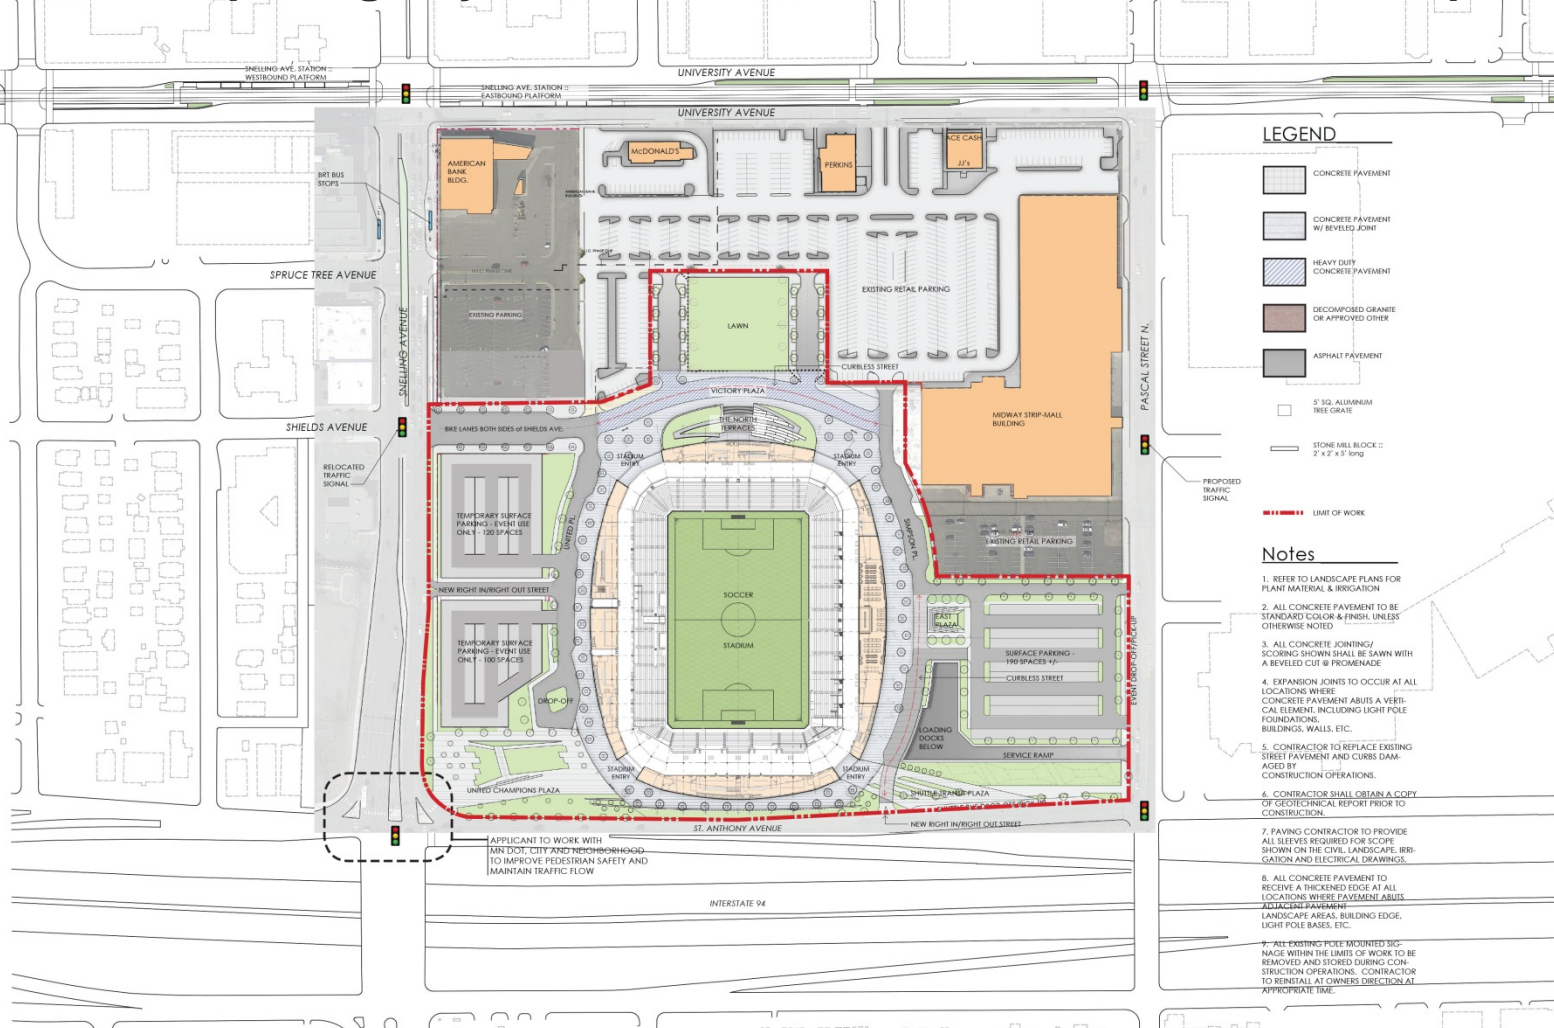 SNELLING AVE. STATION ::
WESTBOUND PLATFORM
SNELLING AVE. STATION ::
EASTBOUND PLATFORM
UNIVERSITY AVENUE
UNIVERSITY AVENUE
AMERICAN
BANK
BLDG.
McDONALD'S
PERKINS
ACE CASH
JJ's
BRT BUS
STOPS
SPRUCE TREE AVENUE
EXISTING PARKING
SNELLING AVENUE
LAWN
EXISTING RETAIL PARKING
CURBLESS STREET
VICTORY PLAZA
PASCAL STREET N.
MIDWAY STRIP-MALL
BUILDING
SHIELDS AVENUE
BIKE LANES BOTH SIDES of SHIELDS AVE.
THE NORTH
TERRACES
STADIUM
ENTRY
STADIUM
ENTRY
RELOCATED
TRAFFIC
SIGNAL
PROPOSED
TRAFFIC
SIGNAL
TEMPORARY SURFACE
PARKING - EVENT USE
ONLY - 120 SPACES
UNITED PL.
SIMPSON PL.
EXISTING RETAIL PARKING
NEW RIGHT IN/RIGHT OUT STREET
SOCCER
STADIUM
EAST
PLAZA
TEMPORARY SURFACE
PARKING - EVENT USE
ONLY - 100 SPACES
SURFACE PARKING -
190 SPACES +/-
CURBLESS STREET
EVENT DROP-OFF/PICK-UP
DROP-OFF
LOADING
DOCKS
BELOW
SERVICE RAMP
STADIUM
ENTRY
STADIUM
ENTRY
UNITED CHAMPIONS PLAZA
SHUTTLE TRANSIT PLAZA
NEW RIGHT IN/RIGHT OUT STREET
ST. ANTHONY AVENUE
APPLICANT TO WORK WITH
MN DOT, CITY AND NEIGHBORHOOD
TO IMPROVE PEDESTRIAN SAFETY AND
MAINTAIN TRAFFIC FLOW
INTERSTATE 94
LEGEND
CONCRETE PAVEMENT
CONCRETE PAVEMENT
W/ BEVELED JOINT
HEAVY DUTY
CONCRETE PAVEMENT
DECOMPOSED GRANITE
OR APPROVED OTHER
ASPHALT PAVEMENT
5' SQ. ALUMINUM
TREE GRATE
STONE MILL BLOCK ::
2' x 2' x 5' long
LIMIT OF WORK
Notes
1. REFER TO LANDSCAPE PLANS FOR
PLANT MATERIAL & IRRIGATION
2. ALL CONCRETE PAVEMENT TO BE
STANDARD COLOR & FINISH, UNLESS
OTHERWISE NOTED
3. ALL CONCRETE JOINTING/
SCORING SHOWN SHALL BE SAWN WITH
A BEVELED CUT @ PROMENADE
4. EXPANSION JOINTS TO OCCUR AT ALL
LOCATIONS WHERE
CONCRETE PAVEMENT ABUTS A VERTI-
CAL ELEMENT, INCLUDING LIGHT POLE
FOUNDATIONS,
BUILDINGS, WALLS, ETC.
5. CONTRACTOR TO REPLACE EXISTING
STREET PAVEMENT AND CURBS DAM-
AGED BY
CONSTRUCTION OPERATIONS.
6. CONTRACTOR SHALL OBTAIN A COPY
OF GEOTECHNICAL REPORT PRIOR TO
CONSTRUCTION.
7. PAVING CONTRACTOR TO PROVIDE
ALL SLEEVES REQUIRED FOR SCOPE
SHOWN ON THE CIVIL, LANDSCAPE, IRRI-
GATION AND ELECTRICAL DRAWINGS.
8. ALL CONCRETE PAVEMENT TO
RECEIVE A THICKENED EDGE AT ALL
LOCATIONS WHERE PAVEMENT ABUTS
ADJACENT PAVEMENT
LANDSCAPE AREAS, BUILDING EDGE,
LIGHT POLE BASES, ETC.
9. ALL EXISTING POLE MOUNTED SIG-
NAGE WITHIN THE LIMITS OF WORK TO BE
REMOVED AND STORED DURING CON-
STRUCTION OPERATIONS. CONTRACTOR
TO REINSTALL AT OWNERS DIRECTION AT
APPROPRIATE TIME.